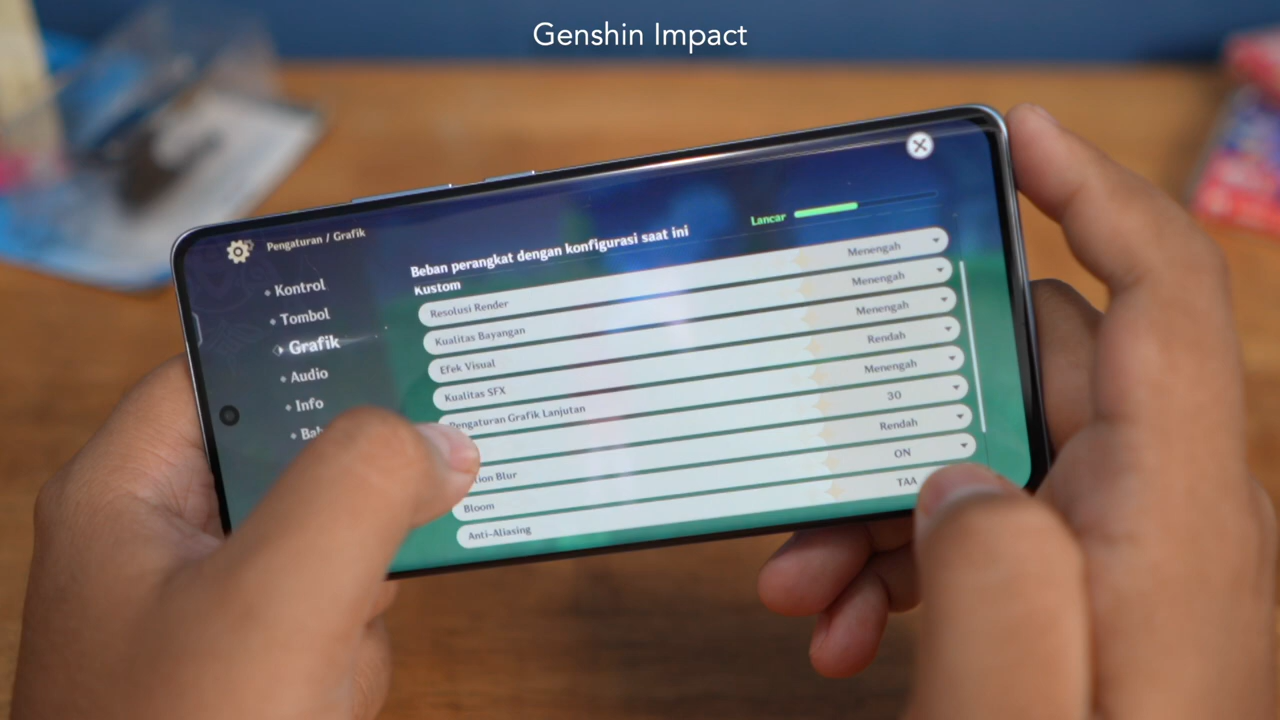 Genshin Impact
Pengaturan / Grafik
Kontrol
Tombol
Grafik
Audio
Info
Beban perangkat dengan konfigurasi saat ini
Lancar
Kustom
Resolusi Render Menengah
Kualitas Bayangan Menengah
Efek Visual Menengah
Kualitas SFX Rendah
Pengaturan Grafik Lanjutan Menengah
30
Blur Rendah
Bloom ON
Anti-Aliasing TAA